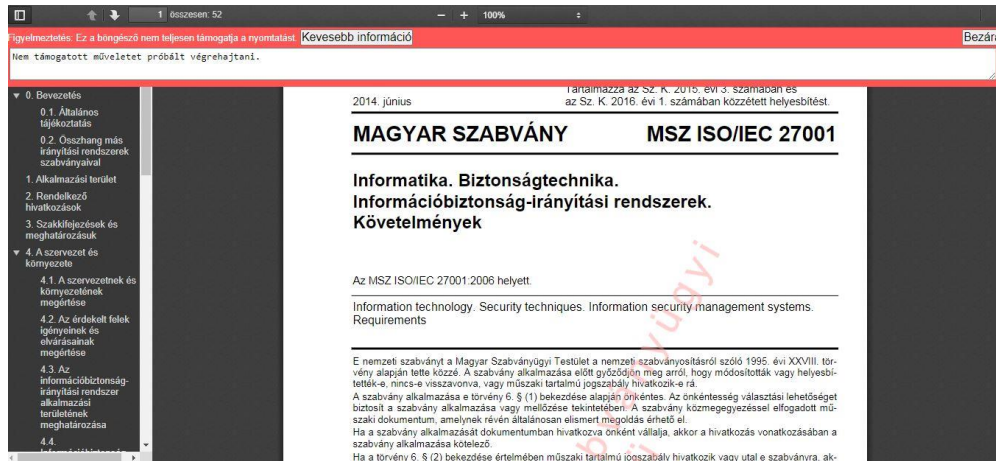 1 összesen: 52
− + 100%
Figyelmeztetés: Ez a böngésző nem teljesen támogatja a nyomtatást. Kevesebb információ
Bezárá
Nem támogatott műveletet próbált végrehajtani.
▼ 0. Bevezetés
0.1. Általános
tájékoztatás
0.2. Összhang más
irányítási rendszerek
szabványaival
1. Alkalmazási terület
2. Rendelkező
hivatkozások
3. Szakkifejezések és
meghatározásuk
▼ 4. A szervezet és
környezete
4.1. A szervezetnek és
környezetének
megértése
4.2. Az érdekelt felek
igényeinek és
elvárásainak
megértése
4.3. Az
információbiztonság-
irányítási rendszer
alkalmazási
területének
meghatározása
4.4.
Információbiztonság-
Tartalmazza az Sz. K. 2015. évi 3. számában és
2014. június az Sz. K. 2016. évi 1. számában közzétett helyesbítést.
MAGYAR SZABVÁNY MSZ ISO/IEC 27001
Informatika. Biztonságtechnika.
Információbiztonság-irányítási rendszerek.
Követelmények
Az MSZ ISO/IEC 27001:2006 helyett.
Information technology. Security techniques. Information security management systems.
Requirements
E nemzeti szabványt a Magyar Szabványügyi Testület a nemzeti szabványosításról szóló 1995. évi XXVIII. tör-
vény alapján tette közzé. A szabvány alkalmazása előtt győződjön meg arról, hogy módosították vagy helyesbí-
tették-e, nincs-e visszavonva, vagy műszaki tartalmú jogszabály hivatkozik-e rá.
A szabvány alkalmazása e törvény 6. § (1) bekezdése alapján önkéntes. Az önkéntesség választási lehetőséget
biztosít a szabvány alkalmazása vagy mellőzése tekintetében. A szabvány közmegegyezéssel elfogadott mű-
szaki dokumentum, amelynek révén általánosan elismert megoldás érhető el.
Ha a szabvány alkalmazását dokumentumban hivatkozva önként vállalja, akkor a hivatkozás vonatkozásában a
szabvány alkalmazása kötelező.
Ha a törvény 6. § (2) bekezdése értelmében műszaki tartalmú jogszabály hivatkozik vagy utal e szabványra, ak-